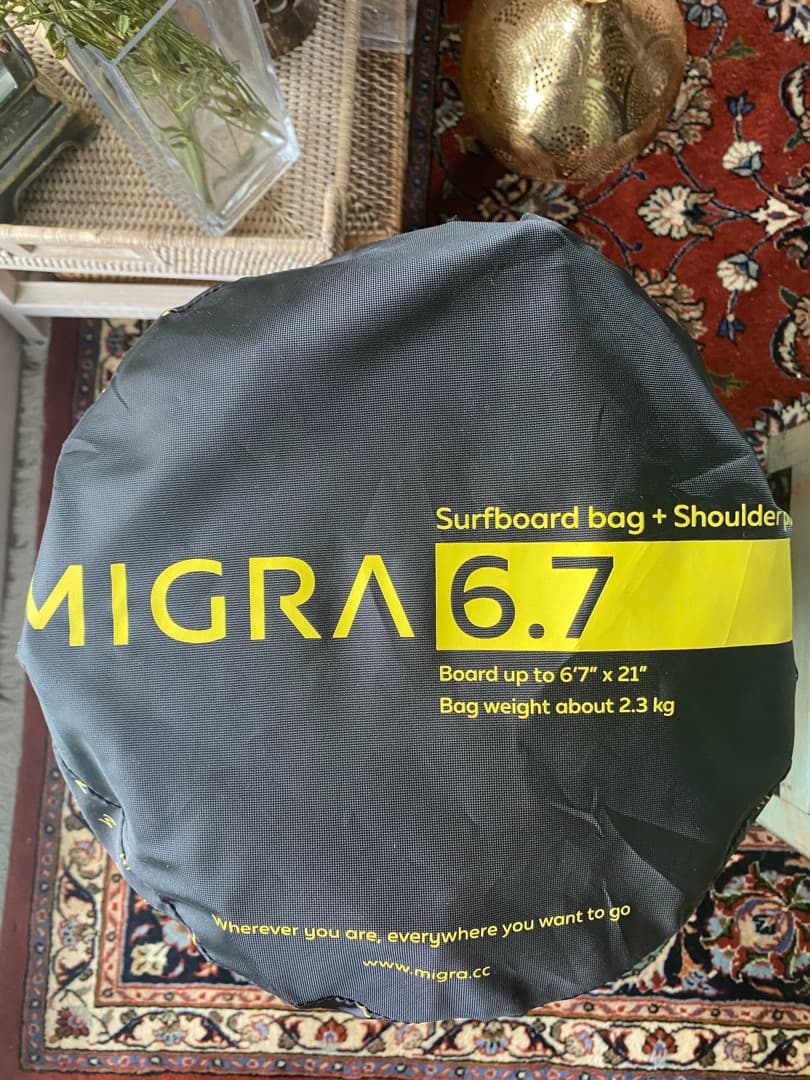 Surfboard bag + Shoulder
MIGRA 6.7
Board up to 6'7" x 21"
Bag weight about 2.3 kg
Wherever you are, everywhere you want to go
www.migra.cc